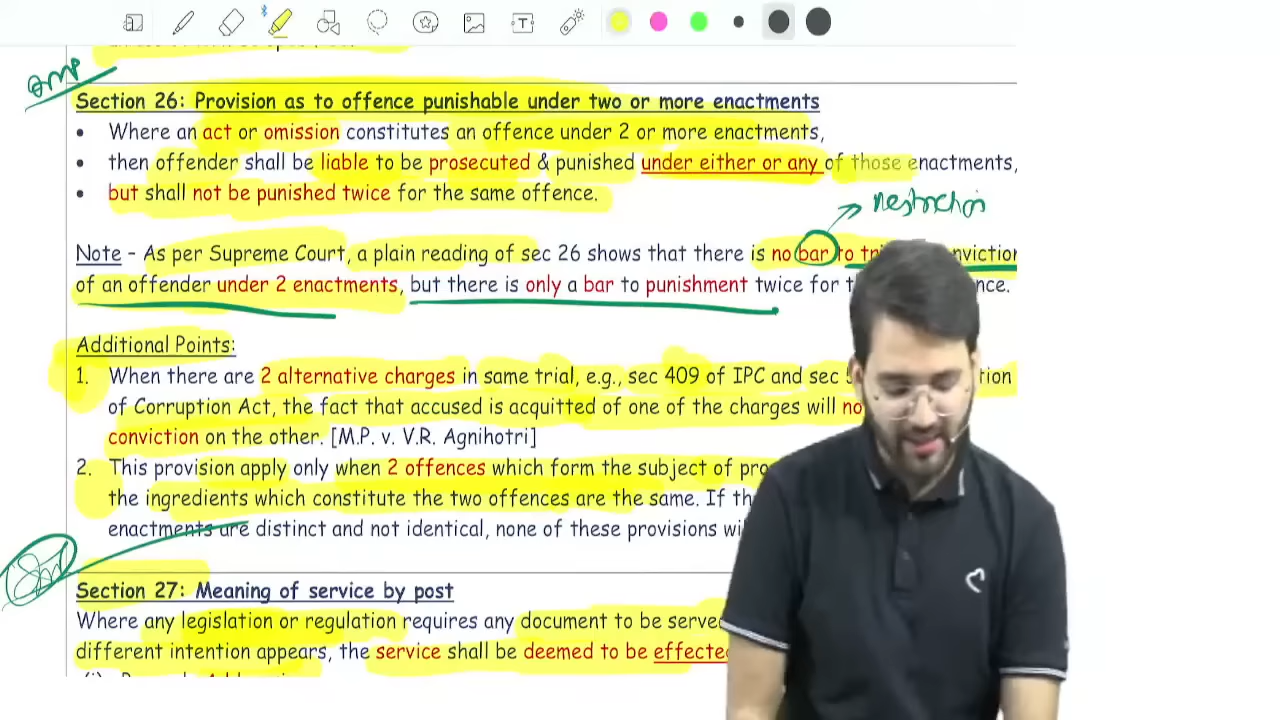 Imp
Section 26: Provision as to offence punishable under two or more enactments
• Where an act or omission constitutes an offence under 2 or more enactments,
• then offender shall be liable to be prosecuted & punished under either or any of those enactments,
• but shall not be punished twice for the same offence.
restriction
Note – As per Supreme Court, a plain reading of sec 26 shows that there is no bar to
of an offender under 2 enactments, but there is only a bar to punishment twice for
Additional Points:
1. When there are 2 alternative charges in same trial, e.g., sec 409 of IPC and sec
of Corruption Act, the fact that accused is acquitted of one of the charges will no
conviction on the other. [M.P. v. V.R. Agnihotri]
2. This provision apply only when 2 offences which form the subject of
the ingredients which constitute the two offences are the same. If
enactments are distinct and not identical, none of these provisions
Section 27: Meaning of service by post
Where any legislation or regulation requires any document to be
different intention appears, the service shall be deemed to be effected
T